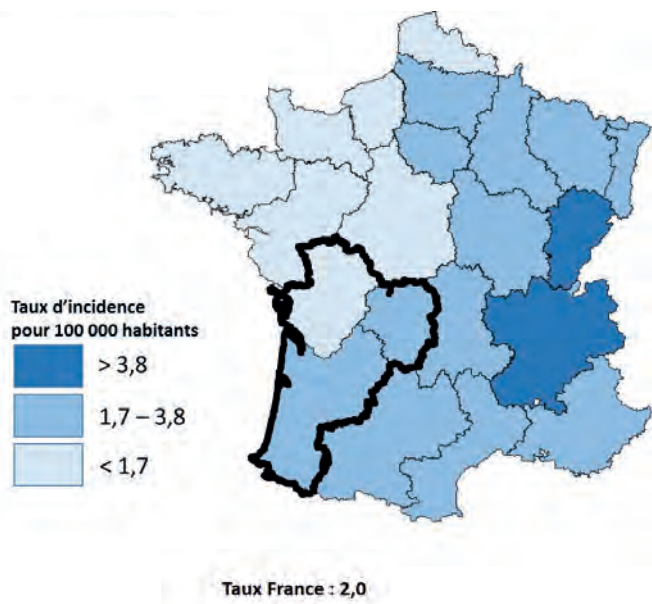 Taux d'incidence
pour 100 000 habitants
> 3,8
1,7 – 3,8
< 1,7
Taux France : 2,0